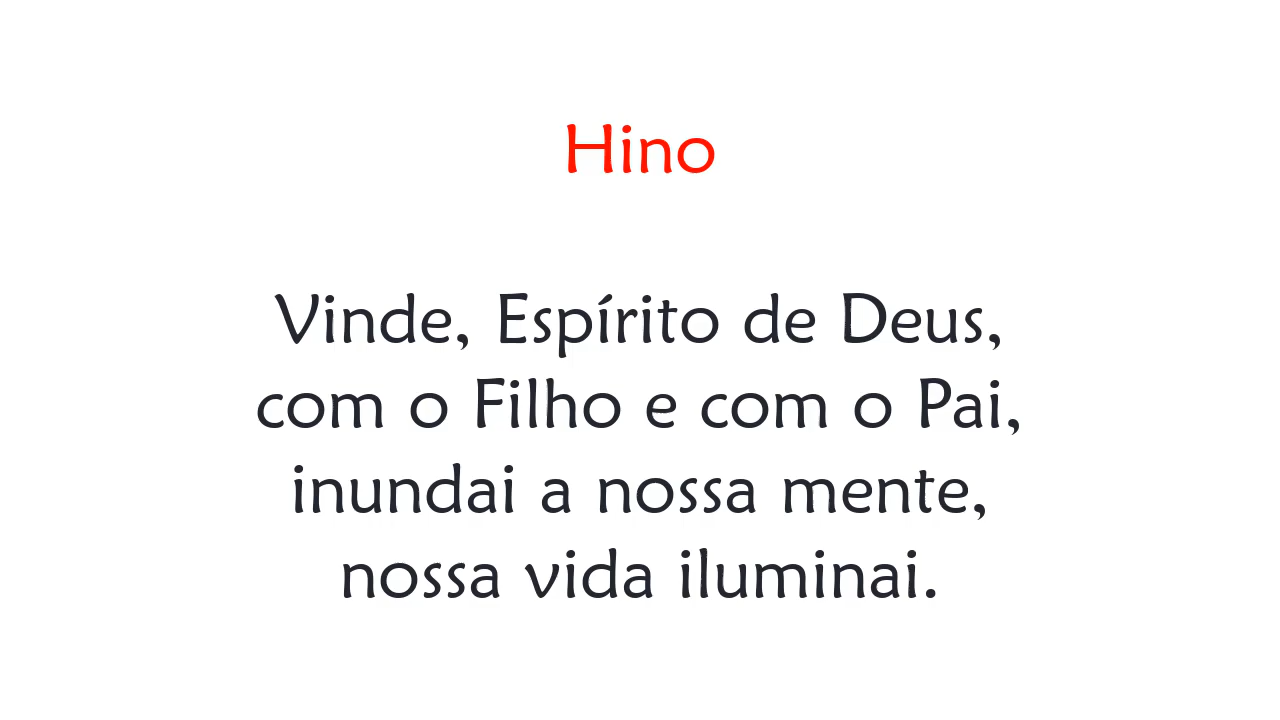 Hino
Vinde, Espírito de Deus,
com o Filho e com o Pai,
inundai a nossa mente,
nossa vida iluminai.